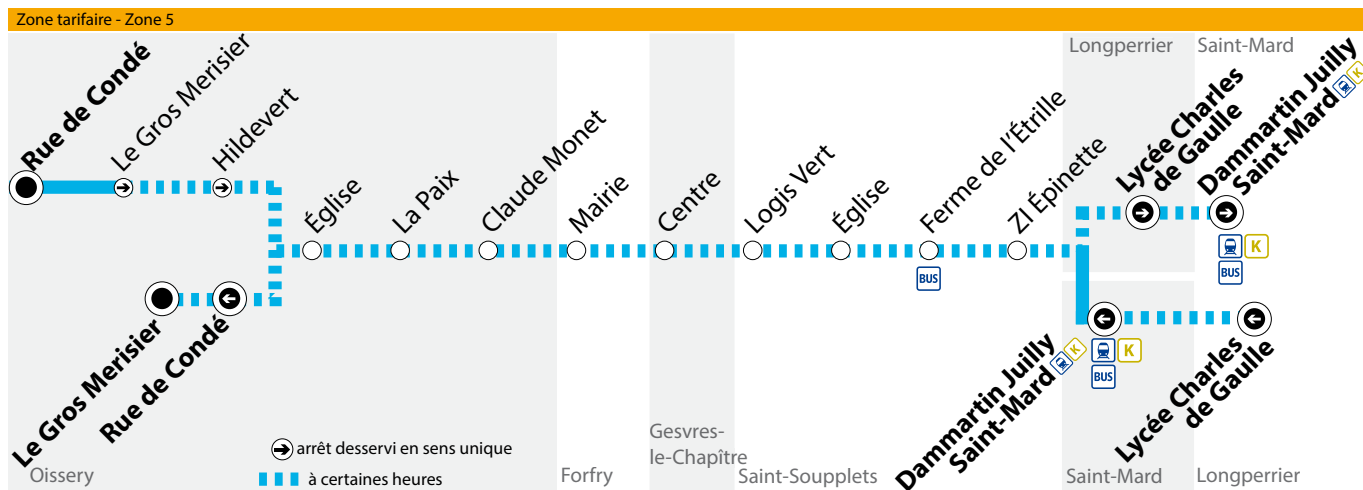 Zone tarifaire - Zone 5
Longperrier
Saint-Mard
Rue de Condé
Le Gros Merisier
Hildevert
Église
La Paix
Claude Monet
Mairie
Centre
Logis Vert
Église
Ferme de l'Étrille
BUS
ZI Épinette
Lycée Charles
de Gaulle
Dammartin Juilly
Saint-Mard
K
K
BUS
Le Gros Merisier
Rue de Condé
Dammartin Juilly
Saint-Mard
K
K
BUS
Lycée Charles
de Gaulle
arrêt desservi en sens unique
à certaines heures
Oissery
Forfry
Gesvres-
le-Chapître
Saint-Soupplets
Saint-Mard
Longperrier